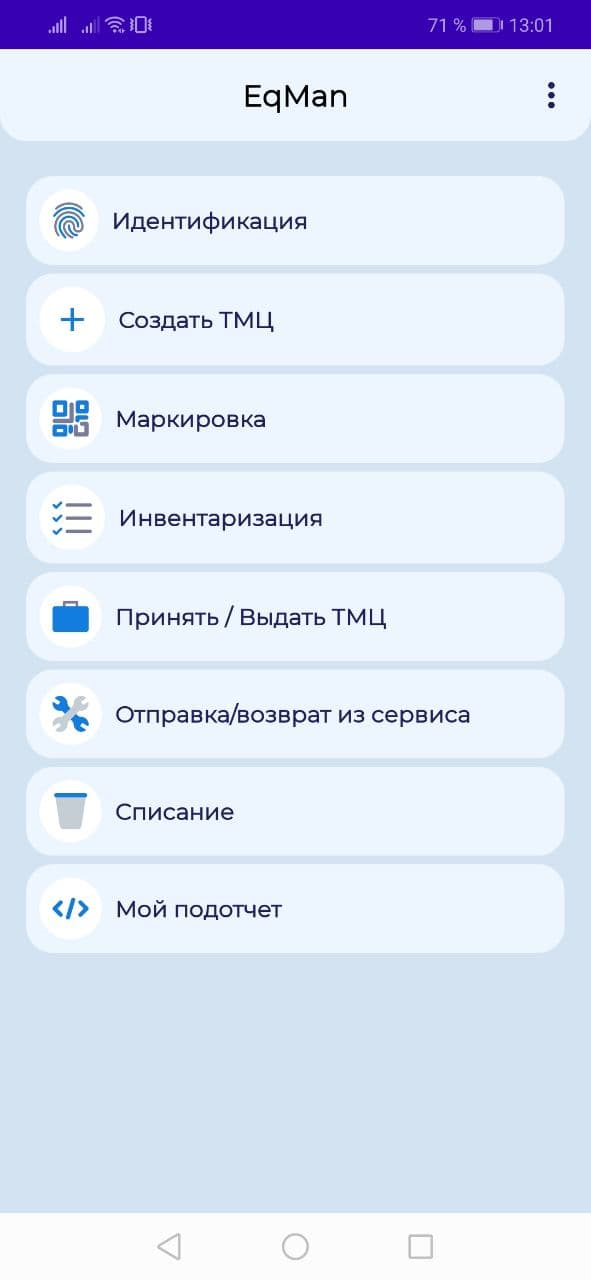 71 % 13:01
EqMan
Идентификация
Создать ТМЦ
Маркировка
Инвентаризация
Принять / Выдать ТМЦ
Отправка/возврат из сервиса
Списание
Мой подотчет